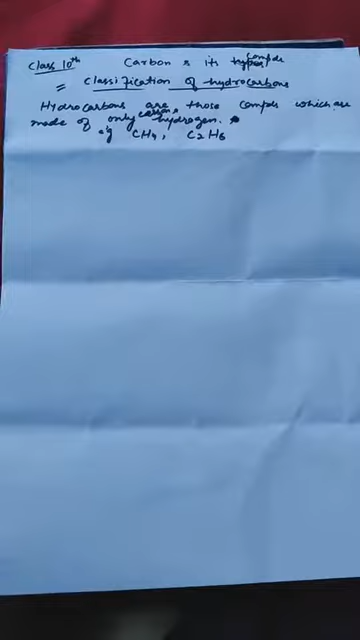 Class 10th Carbon & its compds
= classification of hydrocarbons
Hydrocarbons are those compds which are
made of only carbon, hydrogen.
eg CH4, C2H6